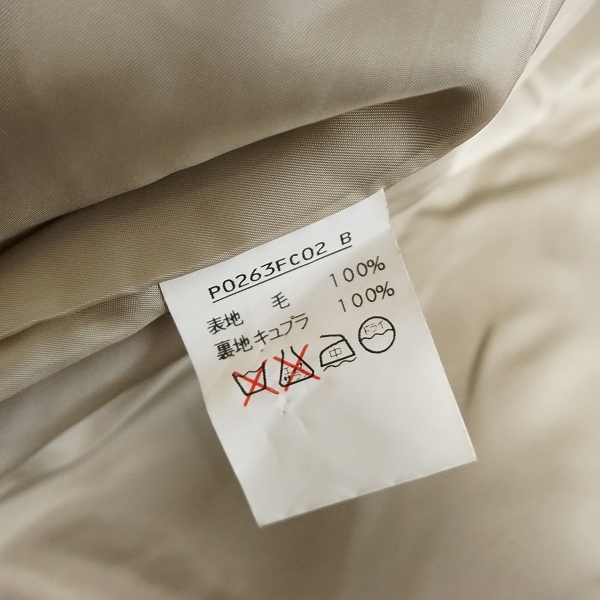 P0263FC02 B
表地 毛 100%
裏地 キュプラ 100%
中 ドライ